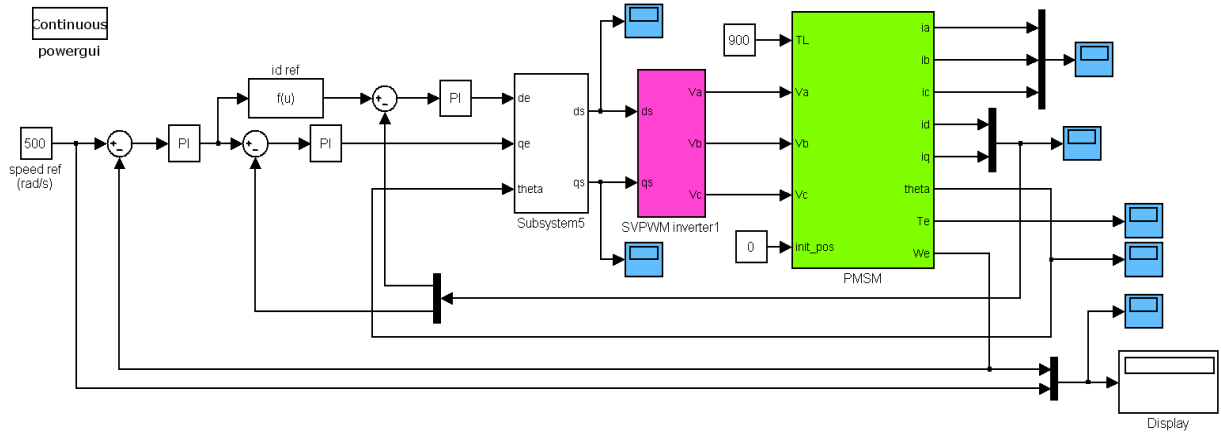 Continuous
powergui
id ref
f(u)
PI
500
speed ref
(rad/s)
PI
PI
de
qe
theta
ds
qs
Subsystem5
ds
qs
Va
Vb
Vc
SVPWM inverter1
900
0
TL
Va
Vb
Vc
init_pos
ia
ib
ic
id
iq
theta
Te
We
PMSM
Display